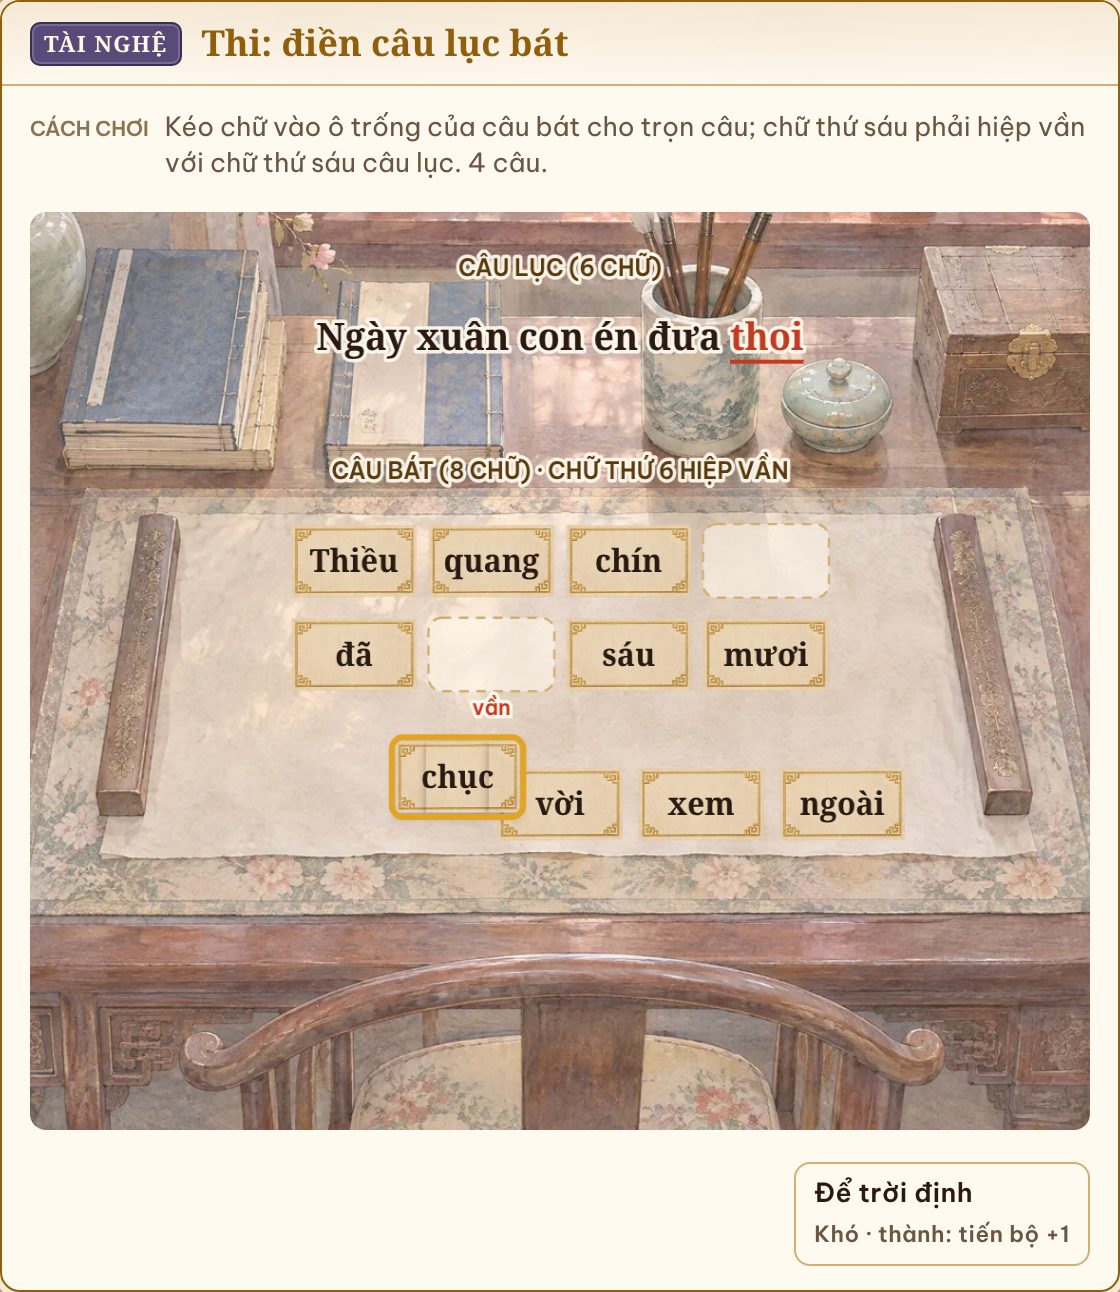 TÀI NGHỆ Thi: điền câu lục bát
CÁCH CHƠI Kéo chữ vào ô trống của câu bát cho trọn câu; chữ thứ sáu phải hiệp vần
với chữ thứ sáu câu lục. 4 câu.
CÂU LỤC (6 CHỮ)
Ngày xuân con én đưa thoi
CÂU BÁT (8 CHỮ) · CHỮ THỨ 6 HIỆP VẦN
Thiều quang chín
đã sáu mươi
vần
chục vời xem ngoài
Để trời định
Khó · thành: tiến bộ +1